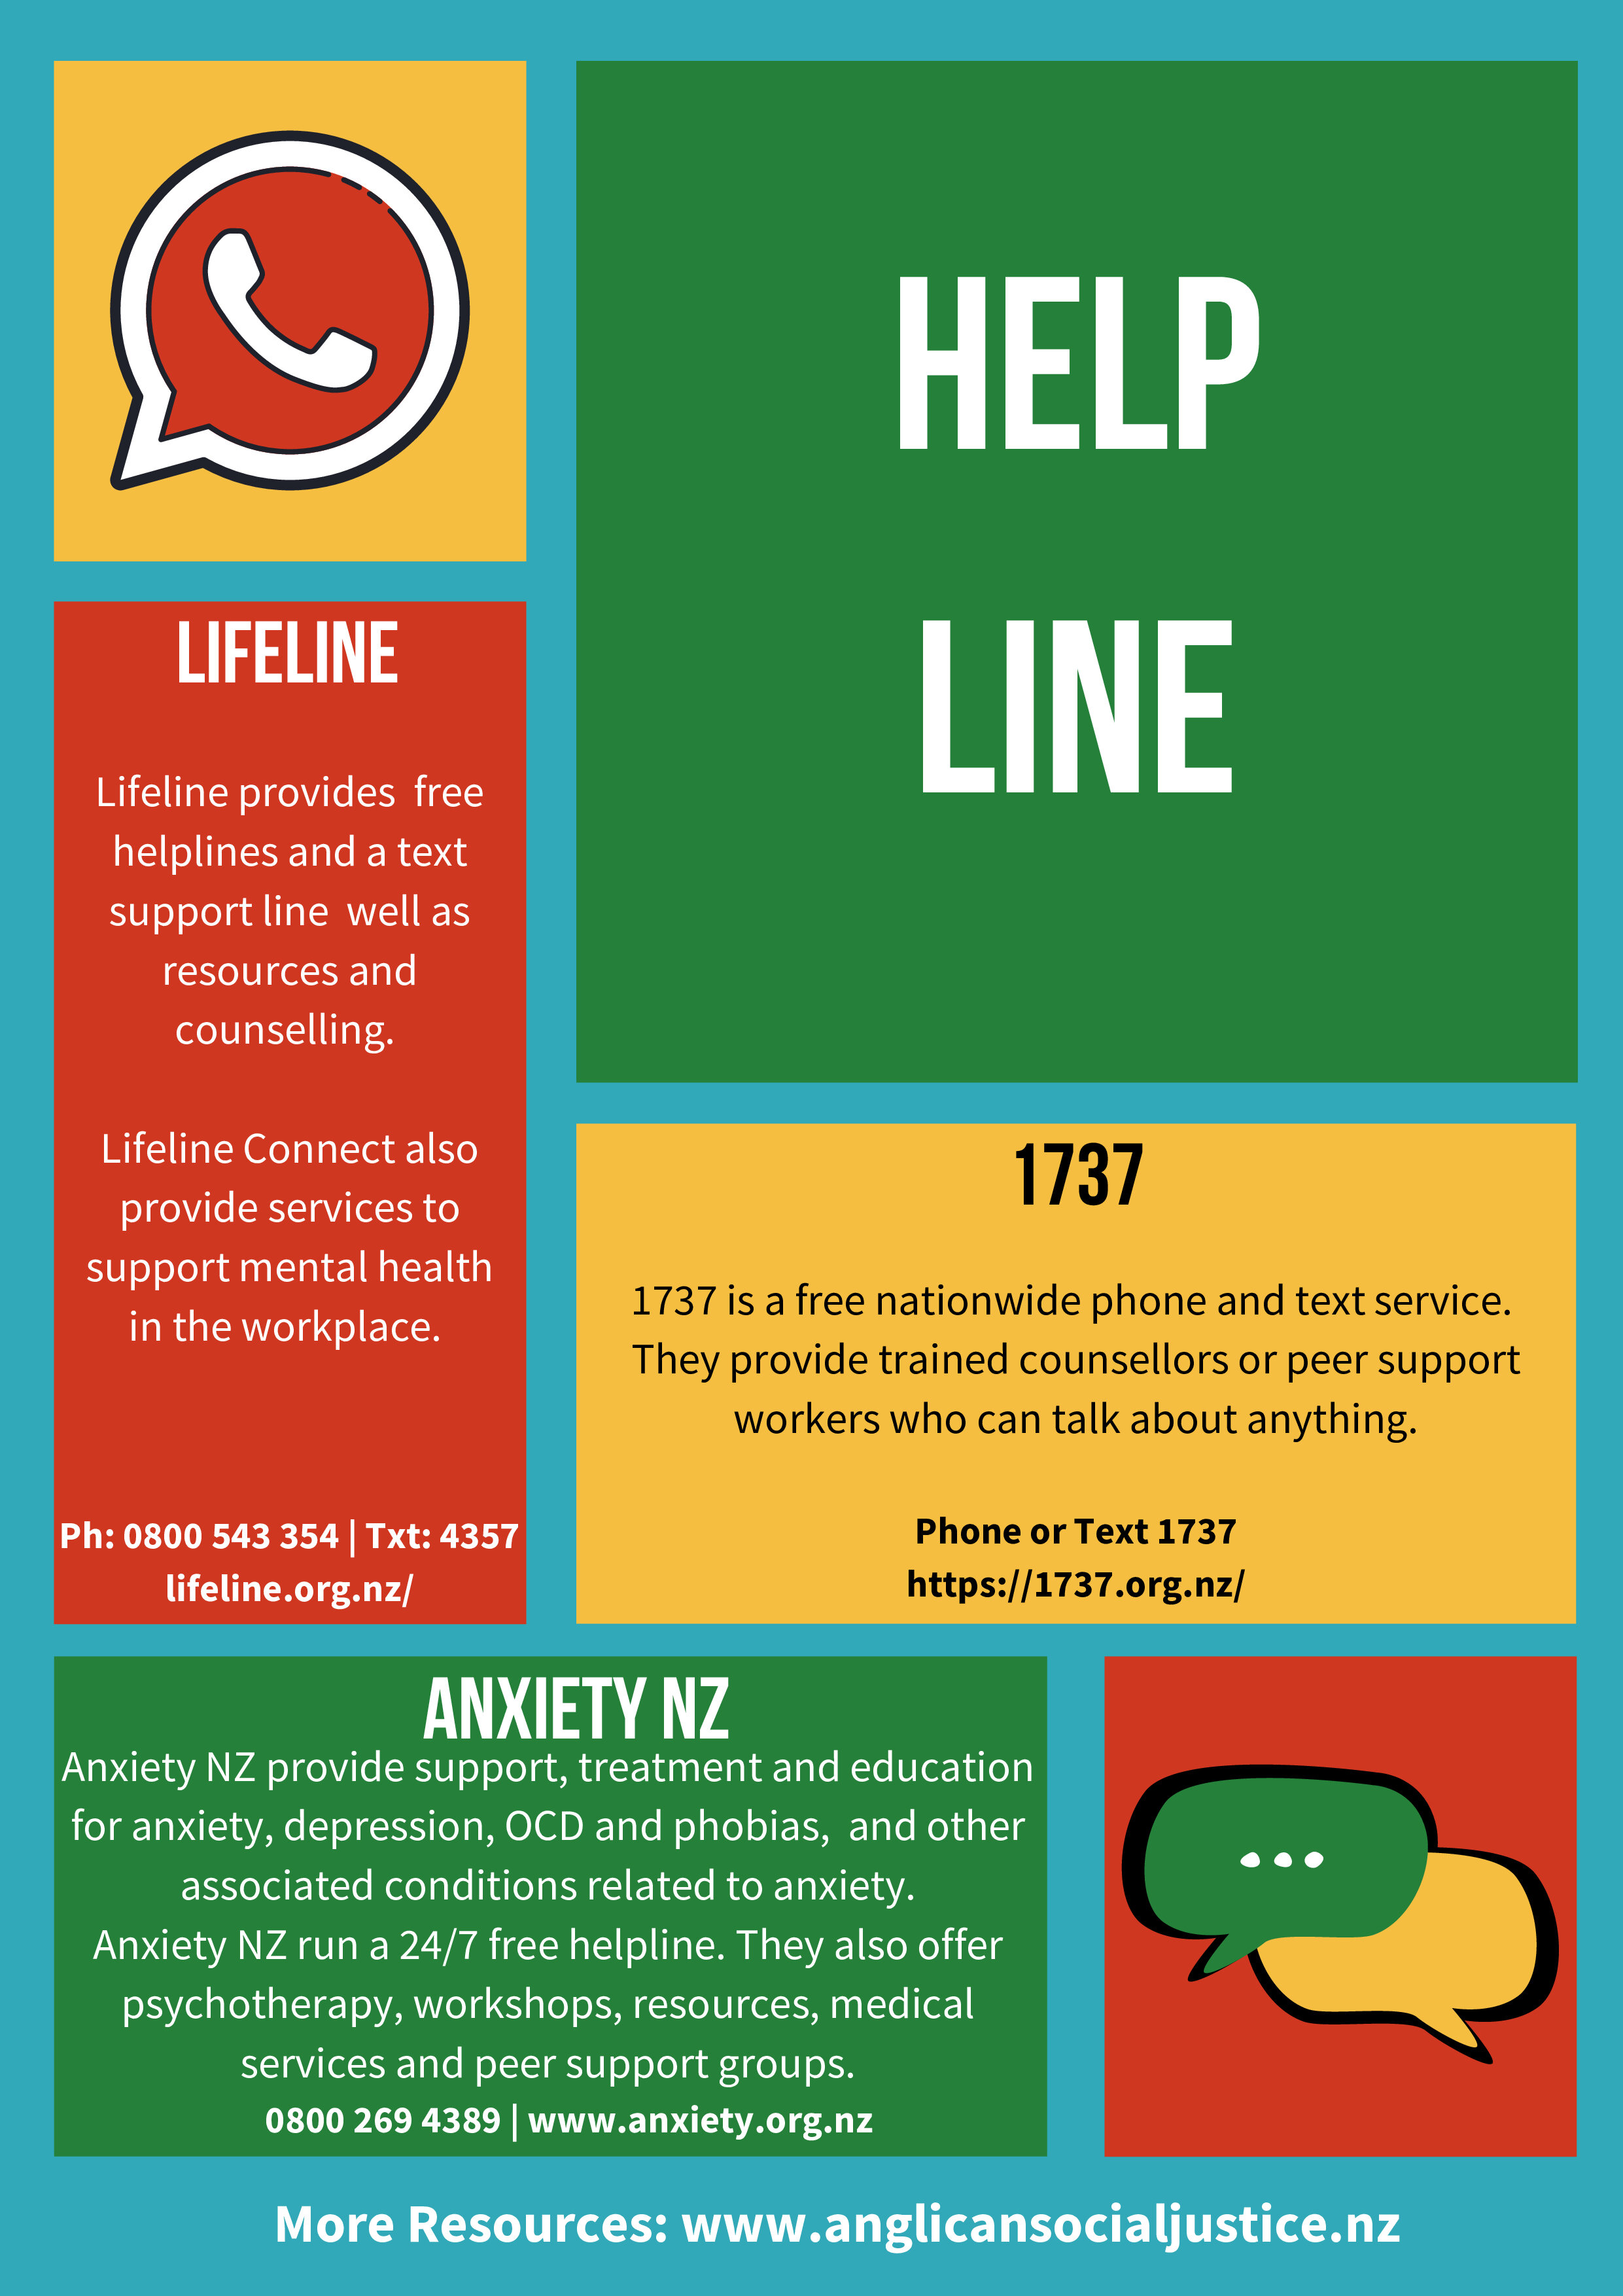 HELP
LINE
LIFELINE
Lifeline provides  free
helplines and a text
support line  well as
resources and
counselling.
Lifeline Connect also
provide services to
support mental health
in the workplace.
Ph: 0800 543 354 | Txt: 4357
lifeline.org.nz/
1737
1737 is a free nationwide phone and text service.
They provide trained counsellors or peer support
workers who can talk about anything.
Phone or Text 1737
https://1737.org.nz/
ANXIETY NZ
Anxiety NZ provide support, treatment and education
for anxiety, depression, OCD and phobias,  and other
associated conditions related to anxiety.
Anxiety NZ run a 24/7 free helpline. They also offer
psychotherapy, workshops, resources, medical
services and peer support groups.
0800 269 4389 | www.anxiety.org.nz
More Resources: www.anglicansocialjustice.nz